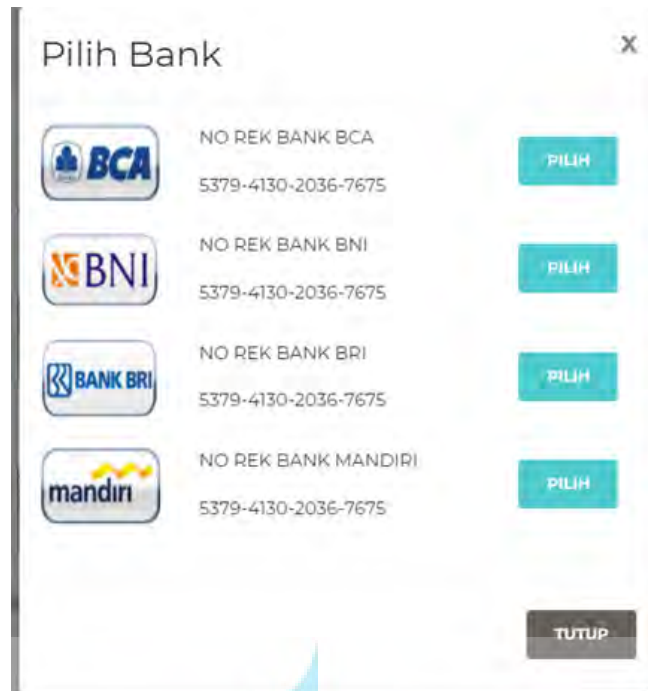 Pilih Bank
X
BCA
NO REK BANK BCA
5379-4130-2036-7675
PILIH
BNI
NO REK BANK BNI
5379-4130-2036-7675
PILIH
BANK BRI
NO REK BANK BRI
5379-4130-2036-7675
PILIH
mandiri
NO REK BANK MANDIRI
5379-4130-2036-7675
PILIH
TUTUP